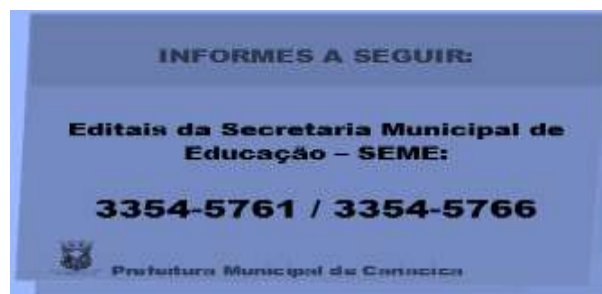 INFORMES A SEGUIR:
Editais da Secretaria Municipal de
Educação – SEME:
3354-5761 / 3354-5766
Prefeitura Municipal de Cariacica